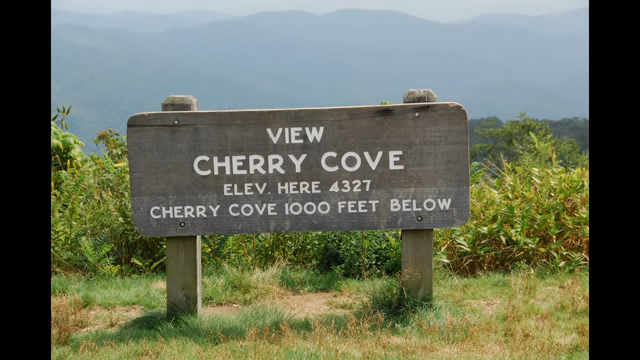 VIEW
CHERRY COVE
ELEV. HERE 4327
CHERRY COVE 1000 FEET BELOW